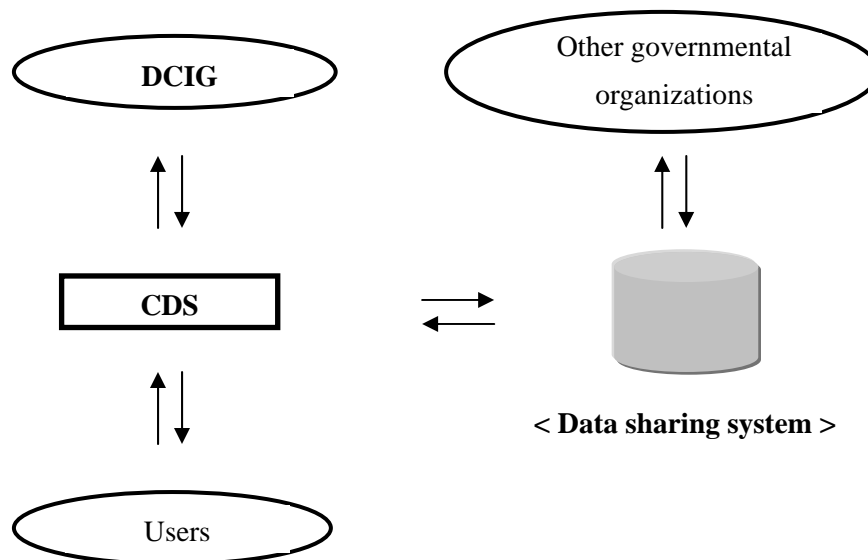 DCIG
Other governmental
organizations
CDS
< Data sharing system >
Users